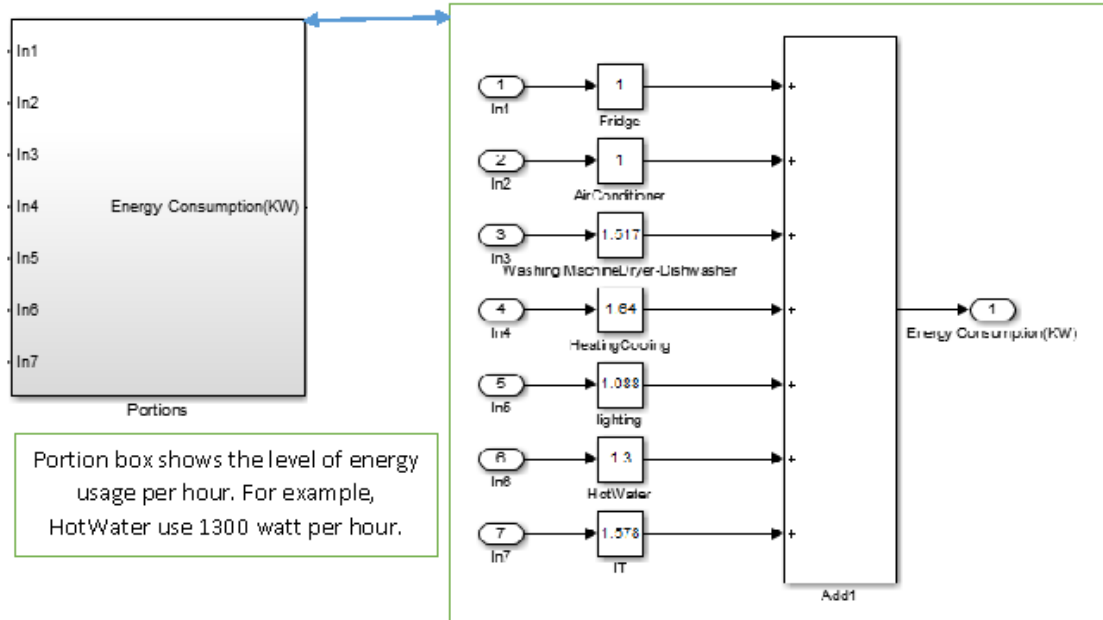 In1
In2
In3
In4
In5
In6
In7
Energy Consumption(KW)
Portions
Portion box shows the level of energy
usage per hour. For example,
HotWater use 1300 watt per hour.
1
In1
1
Fridge
+
2
In2
1
AirConditioner
+
3
In3
1.517
Washing MachineDryer-Dishwasher
+
4
In4
1.64
HeatingCooling
+
5
In5
1.088
lighting
+
6
In6
1.3
HotWater
+
7
In7
1.578
IT
+
Add1
1
Energy Consumption(KW)